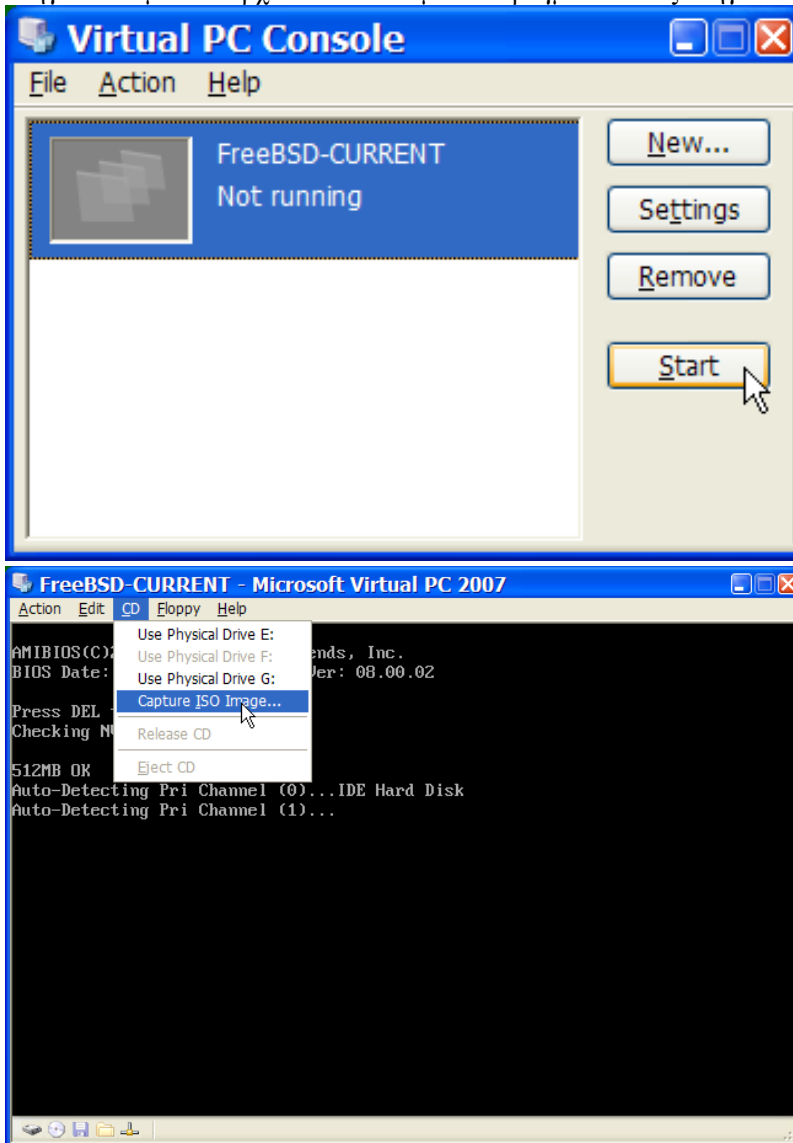 Virtual PC Console
File Action Help
FreeBSD-CURRENT
Not running
New...
Settings
Remove
Start
FreeBSD-CURRENT - Microsoft Virtual PC 2007
Action Edit CD Floppy Help
Use Physical Drive E:
Use Physical Drive F:
Use Physical Drive G:
Capture ISO Image...
Release CD
Eject CD
AMIBIOS(C)2 ends, Inc.
BIOS Date: Ver: 08.00.02
Press DEL
Checking
512MB OK
Auto-Detecting Pri Channel (0)...IDE Hard Disk
Auto-Detecting Pri Channel (1)...